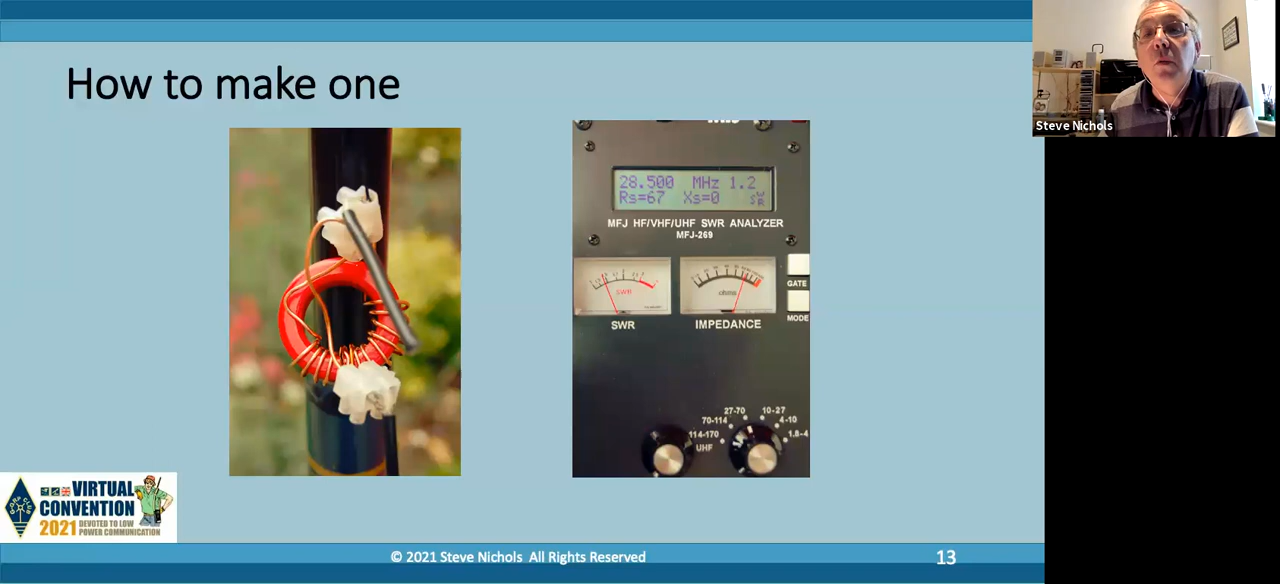 How to make one
Steve Nichols
28.500 MHz 1.2
Rs=67 Xs=0 SWR
MFJ HF/VHF/UHF SWR ANALYZER
MFJ-269
SWR
ohms
GATE
MODE
SWR
IMPEDANCE
27-70
10-27
70-114
4-10
114-170
1.8-4
UHF
VIRTUAL
CONVENTION
2021 DEVOTED TO LOW
POWER COMMUNICATION
© 2021 Steve Nichols All Rights Reserved
13